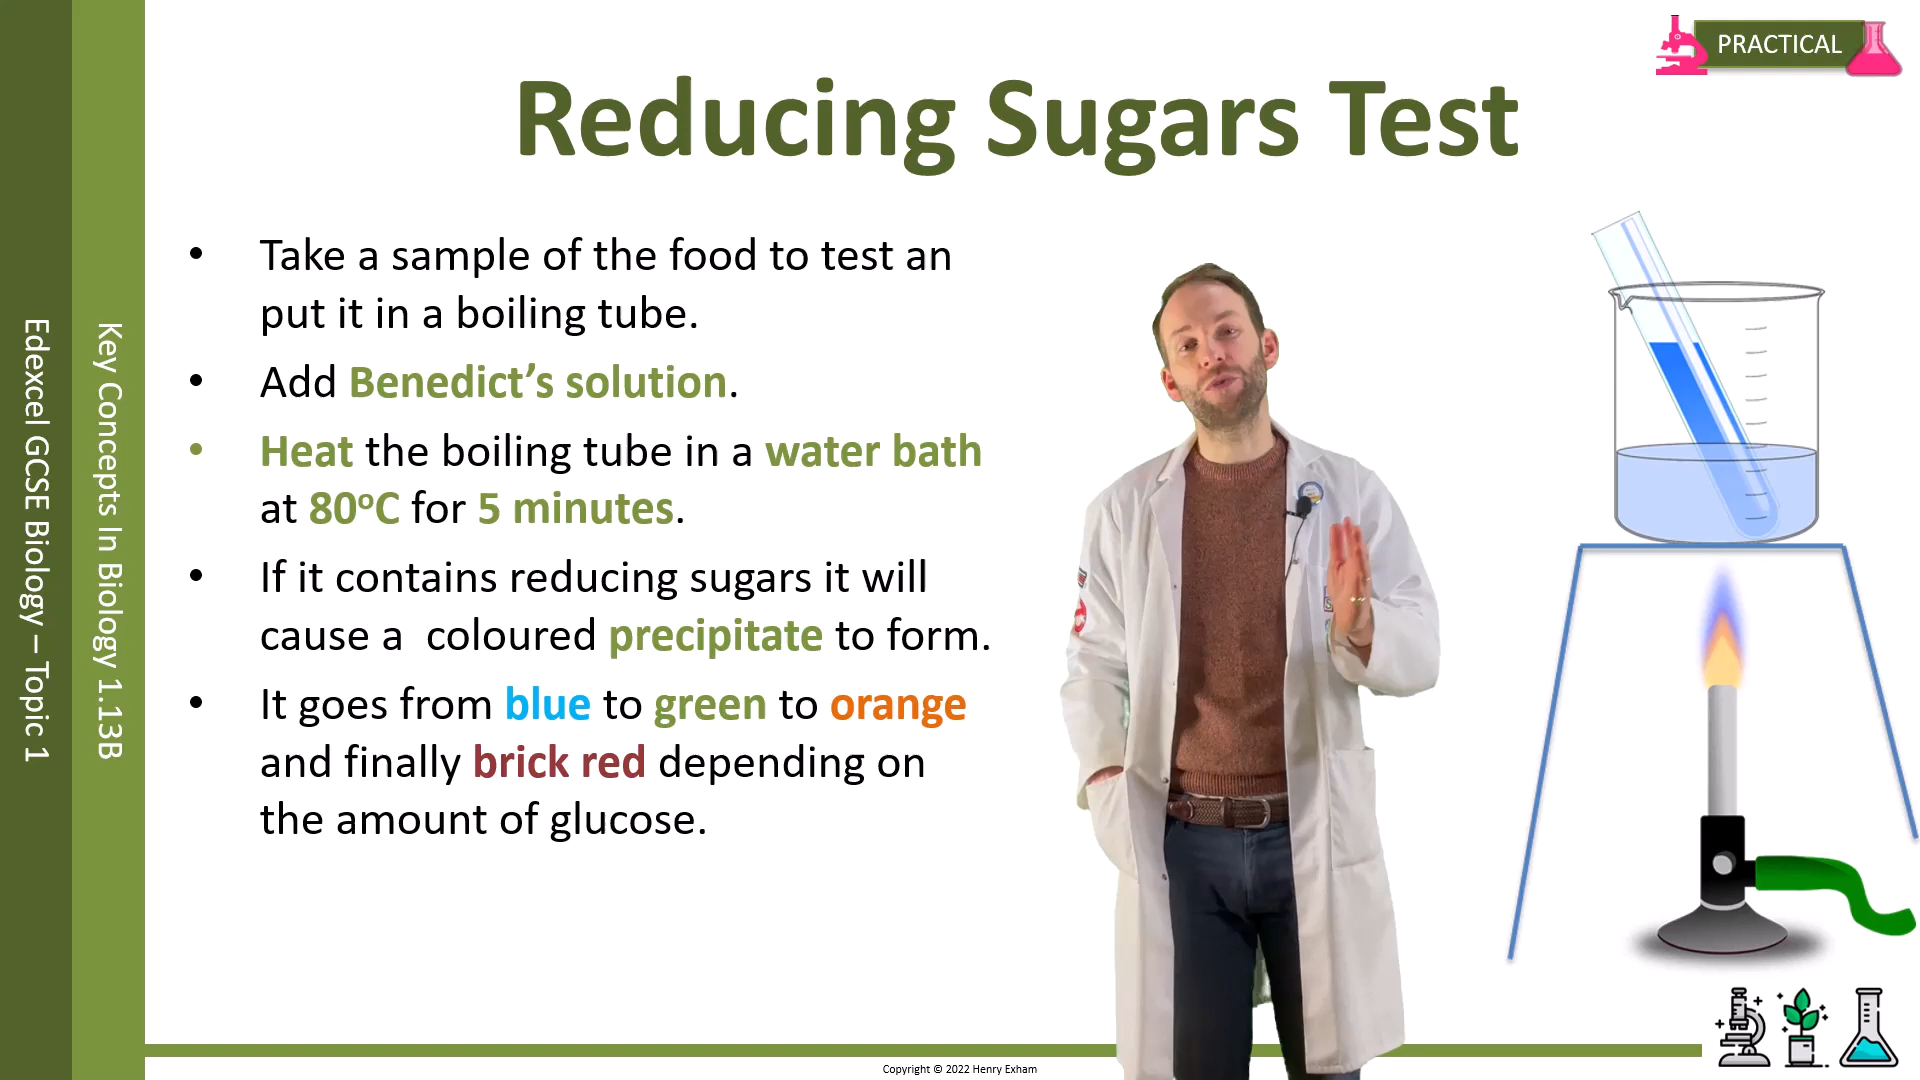 PRACTICAL
Reducing Sugars Test
• Take a sample of the food to test an
put it in a boiling tube.
• Add Benedict’s solution.
• Heat the boiling tube in a water bath
at 80ºC for 5 minutes.
• If it contains reducing sugars it will
cause a  coloured precipitate to form.
• It goes from blue to green to orange
and finally brick red depending on
the amount of glucose.
Key Concepts In Biology 1.13B
Edexcel GCSE Biology – Topic 1
Copyright © 2022 Henry Exham